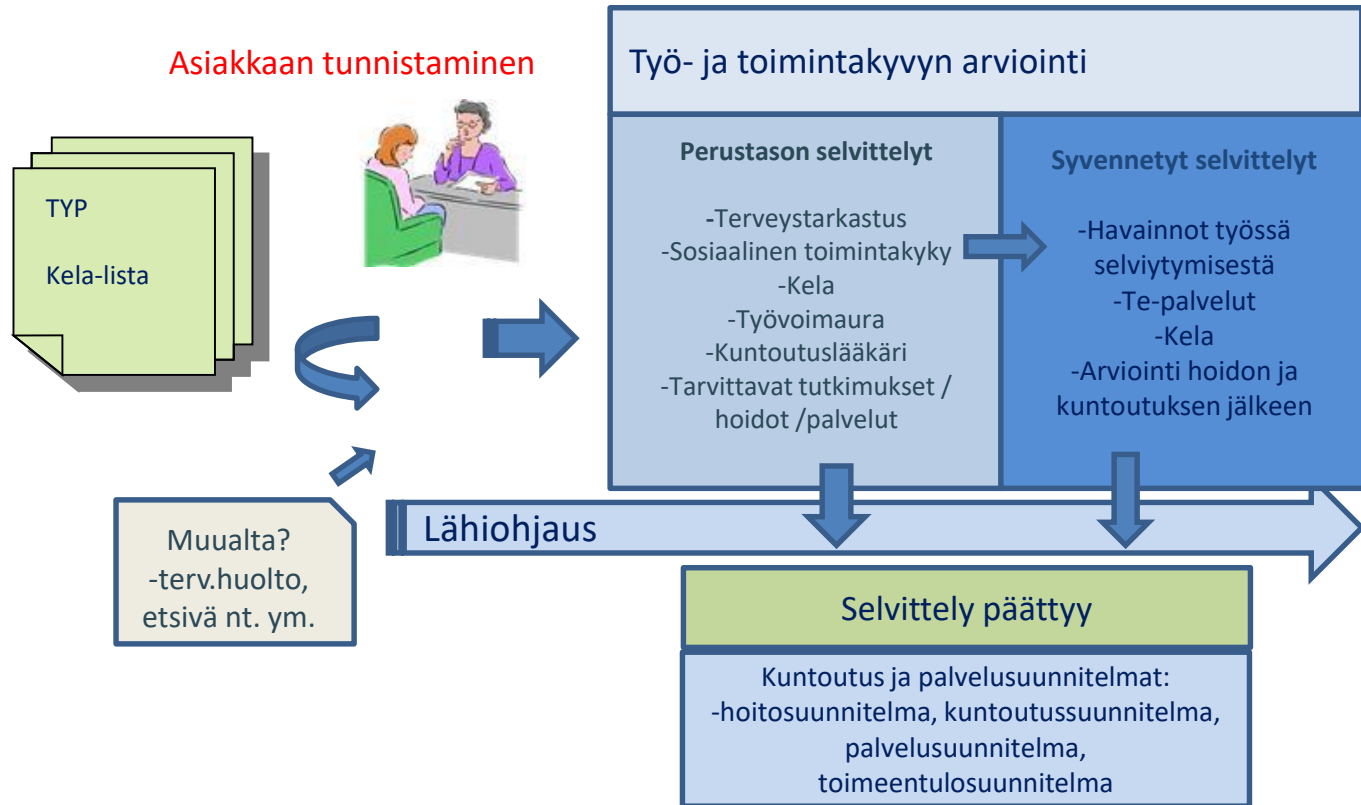 Asiakkaan tunnistaminen
TYP
Kela-lista
Muualta?
-terv.huolto,
etsivä nt. ym.
Työ- ja toimintakyvyn arviointi
Perustason selvittelyt
-Terveystarkastus
-Sosiaalinen toimintakyky
-Kela
-Työvoimaura
-Kuntoutuslääkäri
-Tarvittavat tutkimukset /
hoidot /palvelut
Syvennetyt selvittelyt
-Havainnot työssä
selviytymisestä
-Te-palvelut
-Kela
-Arviointi hoidon ja
kuntoutuksen jälkeen
Lähiohjaus
Selvittely päättyy
Kuntoutus ja palvelusuunnitelmat:
-hoitosuunnitelma, kuntoutussuunnitelma,
palvelusuunnitelma,
toimeentulosuunnitelma